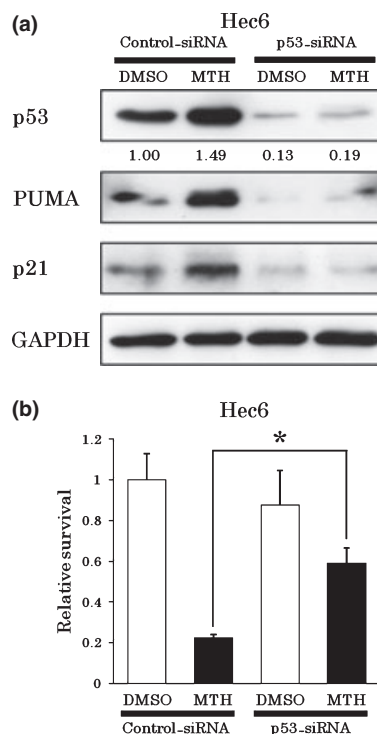 (a)
Hec6
Control-siRNA p53-siRNA
DMSO MTH DMSO MTH
p53
1.00 1.49 0.13 0.19
PUMA
p21
GAPDH
(b)
Hec6
*
1.2
1
0.8
0.6
0.4
0.2
0
Relative survival
DMSO MTH DMSO MTH
Control-siRNA p53-siRNA